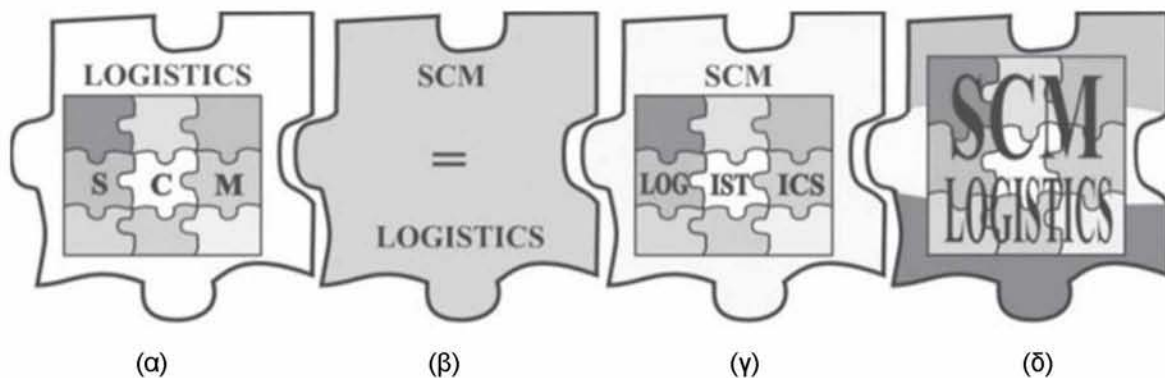 LOGISTICS
S C M
SCM
=
LOGISTICS
SCM
LOG IST ICS
SCM
LOGISTICS
(α)
(β)
(γ)
(δ)